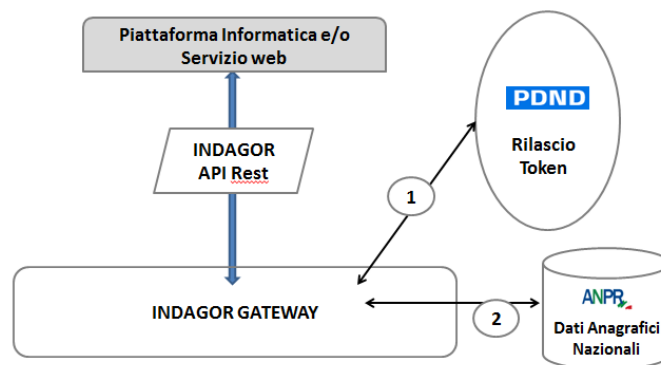 Piattaforma Informatica e/o
Servizio web
PDND
Rilascio
Token
INDAGOR
API Rest
1
INDAGOR GATEWAY
2
ANPR
Dati Anagrafici
Nazionali